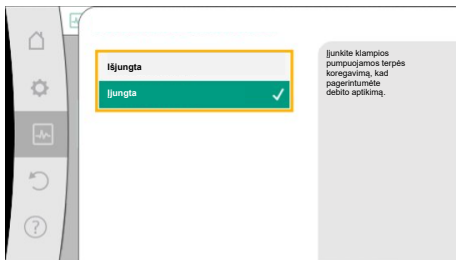 Išjungta
Įjungta
Įjunkite klampios
pumpuojamos terpės
koregavimą, kad
pagerintumėte
debito aptikimą.